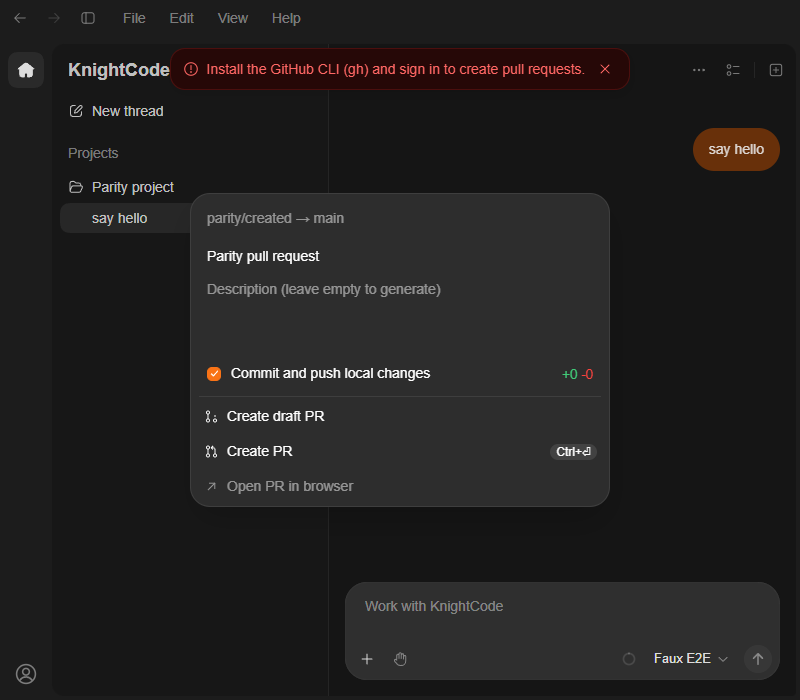 File Edit View Help
KnightCode
Install the GitHub CLI (gh) and sign in to create pull requests.
New thread
say hello
Projects
Parity project
say hello
parity/created → main
Parity pull request
Description (leave empty to generate)
Commit and push local changes +0 -0
Create draft PR
Create PR Ctrl+⏎
Open PR in browser
Work with KnightCode
Faux E2E